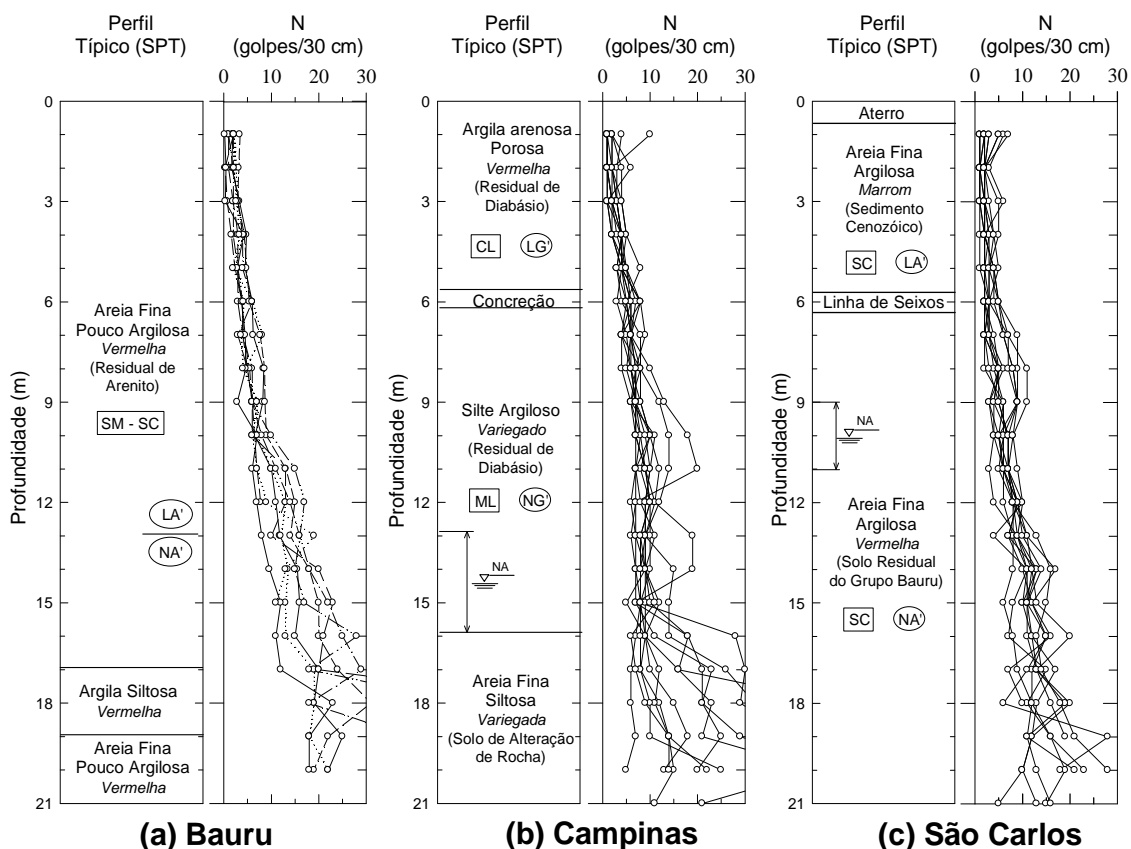 Perfil
Típico (SPT)
N
(golpes/30 cm)
0 10 20 30
0
3
6
9
12
15
18
21
Profundidade (m)
Areia Fina
Pouco Argilosa
Vermelha
(Residual de
Arenito)
SM - SC
LA'
NA'
Argila Siltosa
Vermelha
Areia Fina
Pouco Argilosa
Vermelha
(a) Bauru
Perfil
Típico (SPT)
N
(golpes/30 cm)
0 10 20 30
0
3
6
9
12
15
18
21
Profundidade (m)
Argila arenosa
Porosa
Vermelha
(Residual de
Diabásio)
CL LG'
Concreção
Silte Argiloso
Variegado
(Residual de
Diabásio)
ML NG'
NA
Areia Fina
Siltosa
Variegada
(Solo de Alteração
de Rocha)
(b) Campinas
Perfil
Típico (SPT)
N
(golpes/30 cm)
0 10 20 30
0
3
6
9
12
15
18
21
Profundidade (m)
Aterro
Areia Fina
Argilosa
Marrom
(Sedimento
Cenozóico)
SC LA'
Linha de Seixos
NA
Areia Fina
Argilosa
Vermelha
(Solo Residual
do Grupo Bauru)
SC NA'
(c) São Carlos